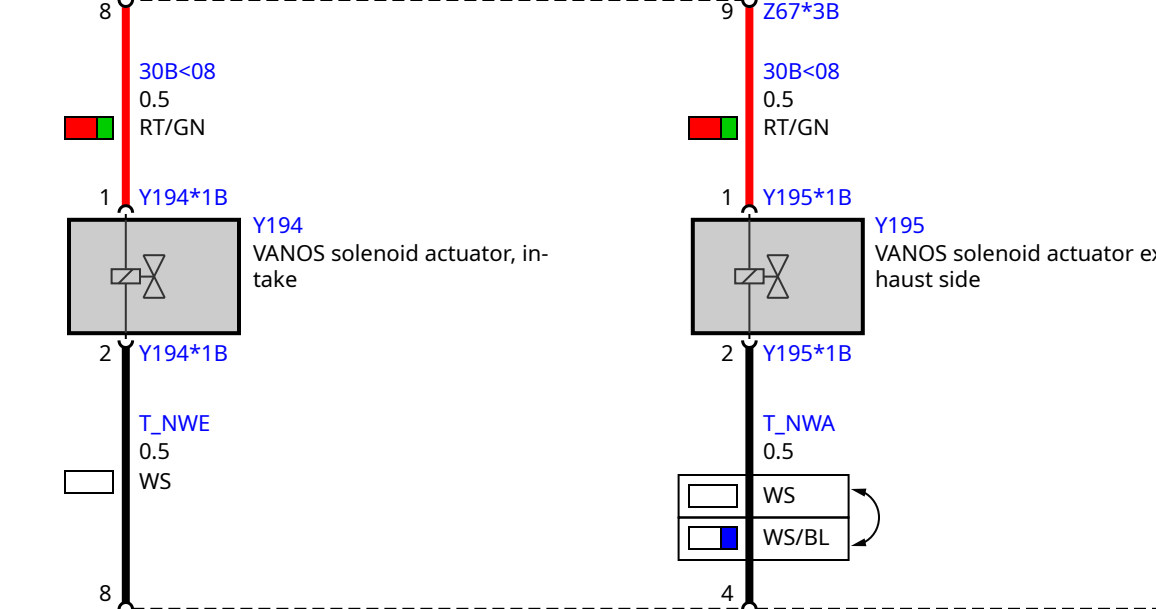 8
9 Z67*3B
30B<08
0.5
RT/GN
30B<08
0.5
RT/GN
1 Y194*1B
1 Y195*1B
Y194
VANOS solenoid actuator, in-
take
Y195
VANOS solenoid actuator ex
haust side
2 Y194*1B
2 Y195*1B
T_NWE
0.5
WS
T_NWA
0.5
WS
WS/BL
8
4